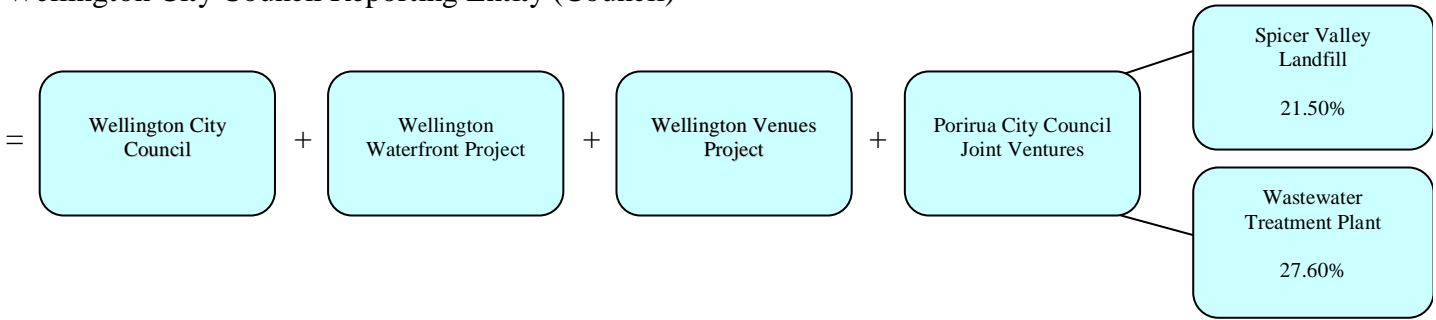 Wellington City Council Reporting Entity (Council)
=
Wellington City
Council
+
Wellington
Waterfront Project
+
Wellington Venues
Project
+
Porirua City Council
Joint Ventures
Spicer Valley
Landfill
21.50%
Wastewater
Treatment Plant
27.60%